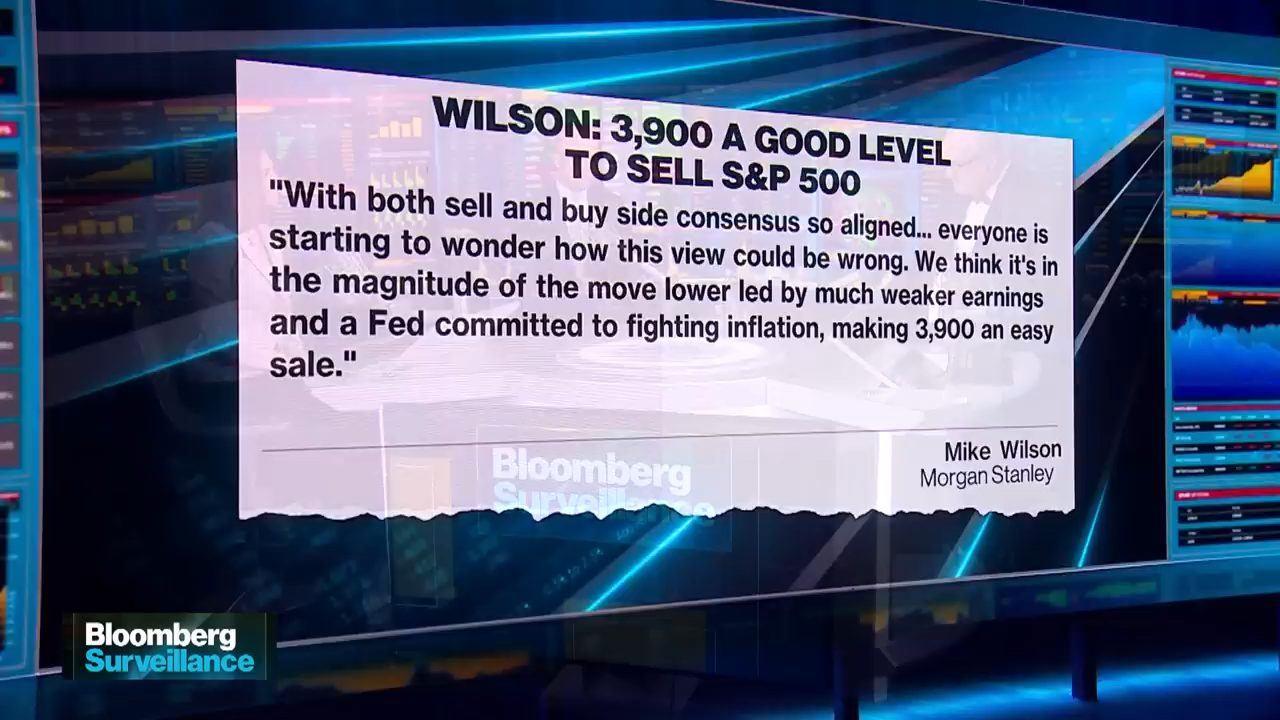 WILSON: 3,900 A GOOD LEVEL
TO SELL S&P 500
"With both sell and buy side consensus so aligned... everyone is
starting to wonder how this view could be wrong. We think it's in
the magnitude of the move lower led by much weaker earnings
and a Fed committed to fighting inflation, making 3,900 an easy
sale."
Mike Wilson
Morgan Stanley
Bloomberg
Surveillance
Bloomberg
Surveillance